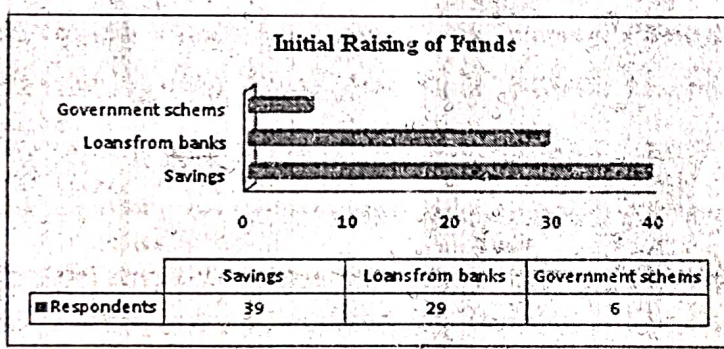 Initial Raising of Funds
Government schems
Loansfrom banks
Savings
0 10 20 30 40
Savings Loansfrom banks Government schems
Respondents 39 29 6